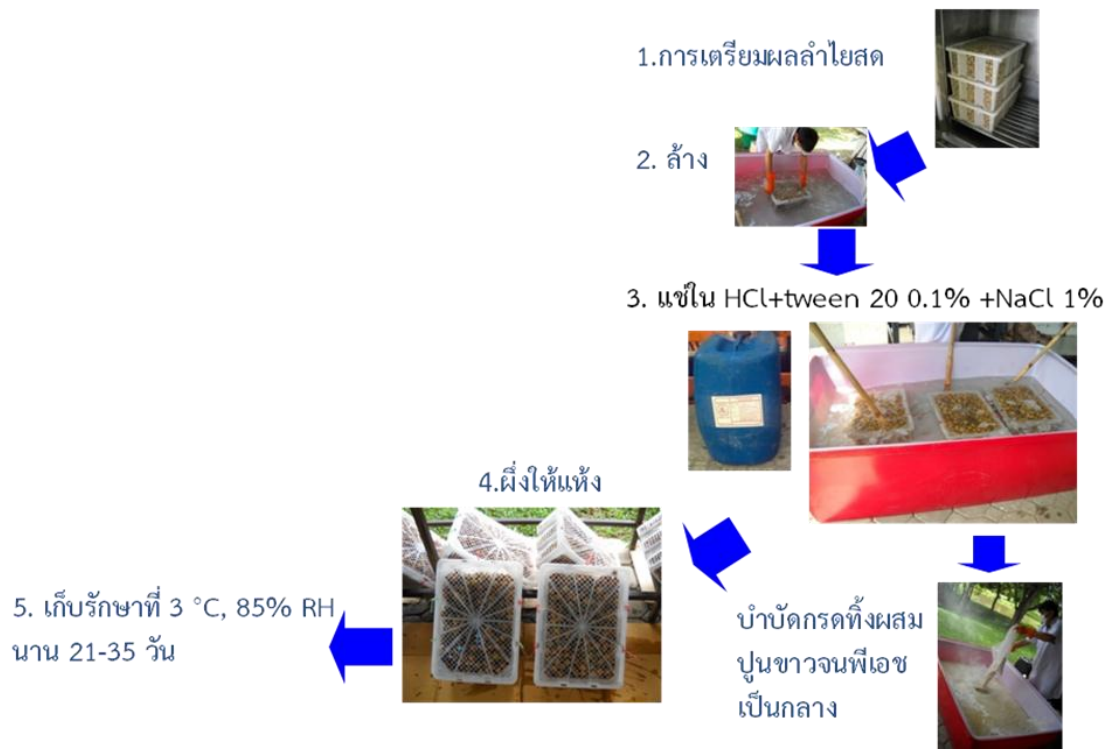 1.การเตรียมผลลำไยสด
2. ล้าง
3. แช่ใน HCl+tween 20 0.1% +NaCl 1%
4.ผึ่งให้แห้ง
5. เก็บรักษาที่ 3 °C, 85% RH
นาน 21-35 วัน
บำบัดกรดทิ้งผสม
ปูนขาวจนพีเอช
เป็นกลาง